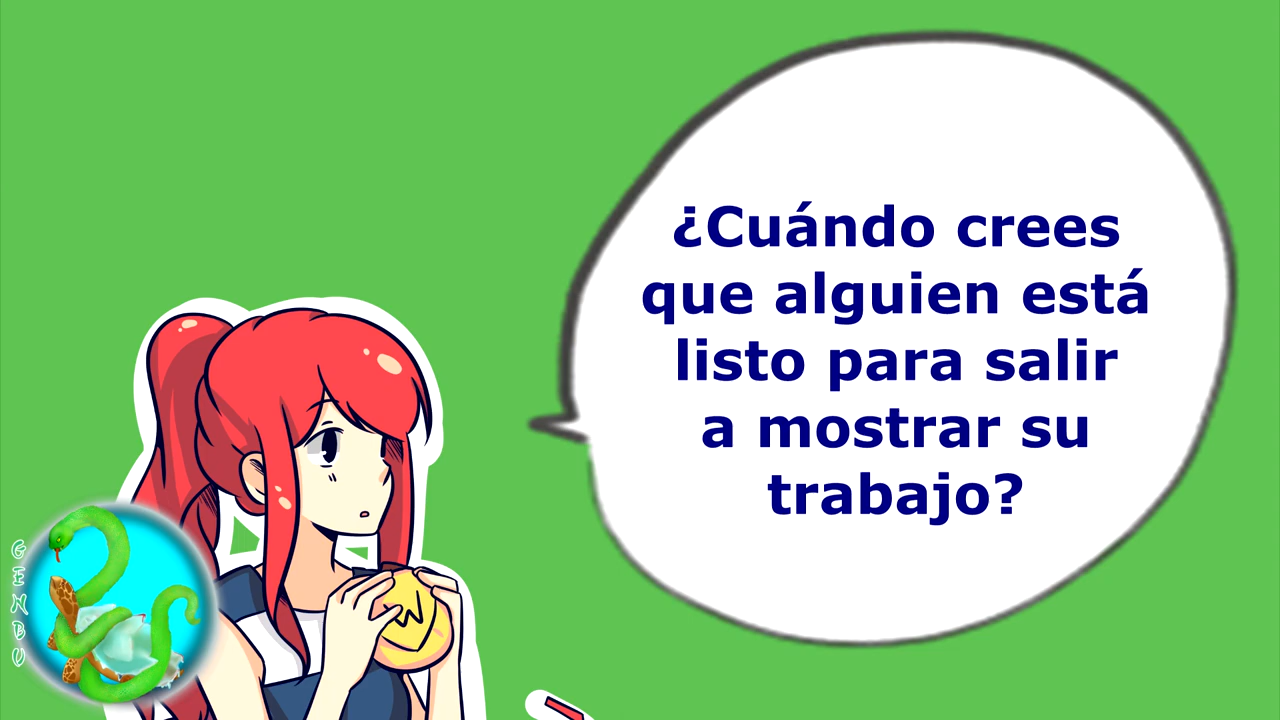 ¿Cuándo crees
que alguien está
listo para salir
a mostrar su
trabajo?
GENBU